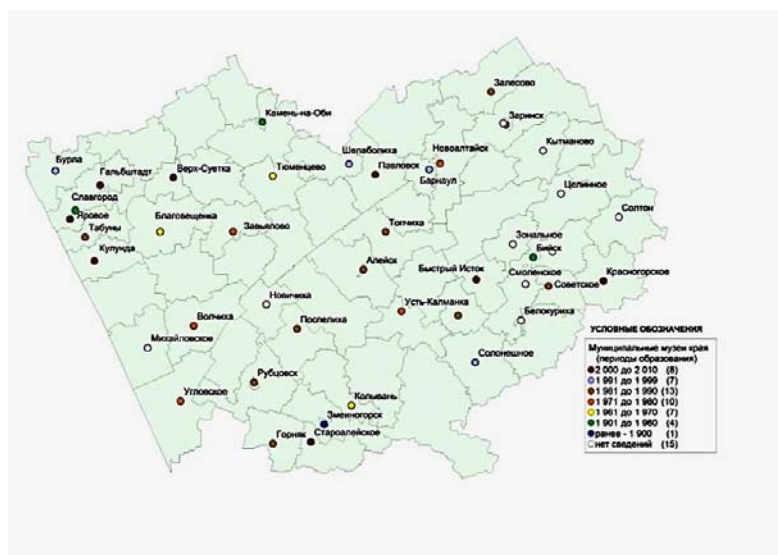 Залесово
Камень-на-Оби
Заринск
Кытманово
Шелаболиха
Новоалтайск
Бурла
Гальбштадт
Верх-Суетка
Тюменцево
Павловск
Барнаул
Целинное
Славгород
Яровое
Табуны
Благовещенка
Завьялово
Топчиха
Солтон
Зональное
Бийск
Кулунда
Алейск
Быстрый Исток
Смоленское
Советское
Красногорское
Новичиха
Усть-Калманка
Белокуриха
Волчиха
Поспелиха
Михайловское
Солонешное
Рубцовск
Угловское
Колывань
Змеиногорск
Горняк
Староалейское
УСЛОВНЫЕ ОБОЗНАЧЕНИЯ
Муниципальные музеи края
(периоды образования)
2 000 до 2 010 (8)
1 991 до 1 999 (7)
1 981 до 1 990 (13)
1 971 до 1 980 (10)
1 961 до 1 970 (7)
1 901 до 1 960 (4)
ранее - 1 900 (1)
нет сведений (15)